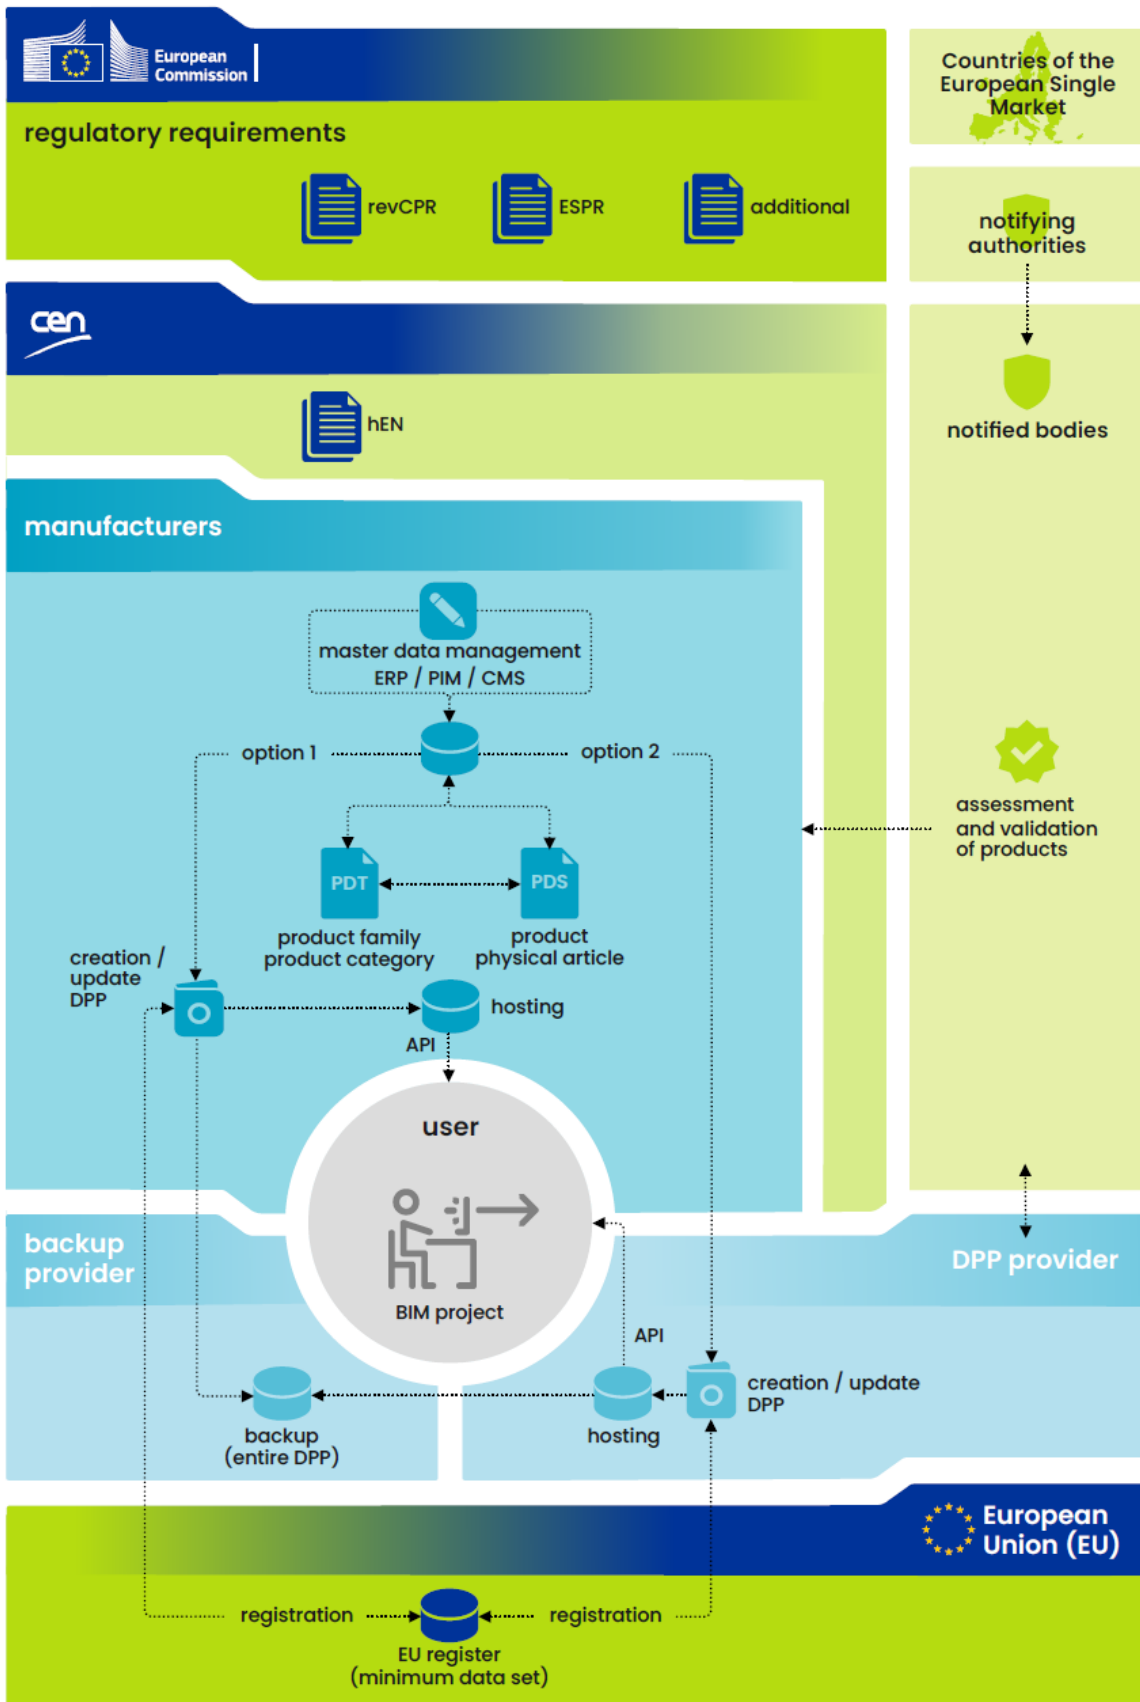 European
Commission
Countries of the
European Single
Market
regulatory requirements
revCPR
ESPR
additional
notifying
authorities
cen
hEN
notified bodies
manufacturers
master data management
ERP / PIM / CMS
option 1
option 2
assessment
and validation
of products
PDT
PDS
product family
product category
product
physical article
creation /
update
DPP
hosting
API
user
BIM project
backup
provider
DPP provider
API
creation / update
DPP
hosting
backup
(entire DPP)
European
Union (EU)
registration
registration
EU register
(minimum data set)